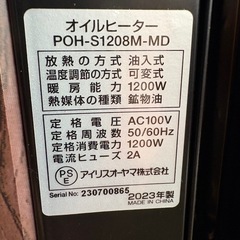 オイルヒーター
POH-S1208M-MD
放熱の方式 油入式
温度調節の方式 可変式
暖房能力 1200W
熱媒体の種類 鉱物油
定格電圧 AC100V
定格周波数 50/60Hz
定格消費電力 1200W
電流ヒューズ 2A
PSE アイリスオーヤマ株式会社
Serial No: 230700865 2023年製
MADE IN CHINA